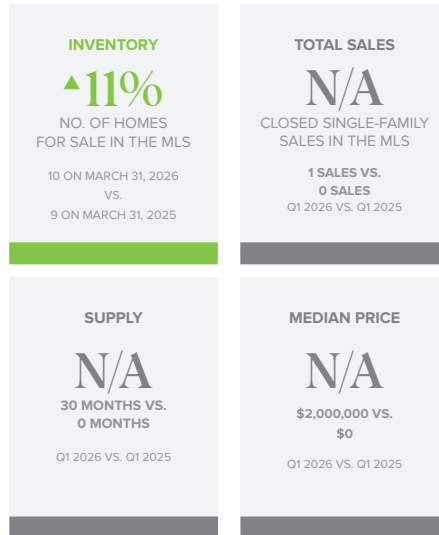 INVENTORY
▲11%
NO. OF HOMES
FOR SALE IN THE MLS
10 ON MARCH 31, 2026
VS.
9 ON MARCH 31, 2025
TOTAL SALES
N/A
CLOSED SINGLE-FAMILY
SALES IN THE MLS
1 SALES VS.
0 SALES
Q1 2026 VS. Q1 2025
SUPPLY
N/A
30 MONTHS VS.
0 MONTHS
Q1 2026 VS. Q1 2025
MEDIAN PRICE
N/A
$2,000,000 VS.
$0
Q1 2026 VS. Q1 2025